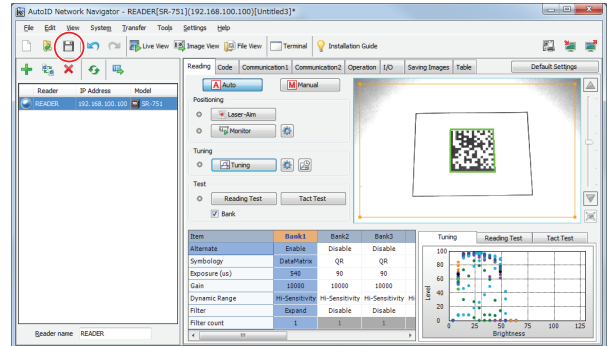 AutoID Network Navigator - READER[SR-751](192.168.100.100)[Untitled3]*
File Edit View System Transfer Tools Settings Help
Live View Image View File View Terminal Installation Guide
Reader IP Address Model
READER 192.168.100.100 SR-751
Reader name READER
Reading Code Communication1 Communication2 Operation I/O Saving Images Table Default Settings
A Auto M Manual
Positioning
Laser-Aim
Monitor
Tuning
Tuning
Test
Reading Test Tact Test
Bank
Item Bank1 Bank2 Bank3
Alternate Enable Disable Disable
Symbology DataMatrix QR QR
Exposure (us) 540 90 90
Gain 10000 10000 10000
Dynamic Range Hi-Sensitivity Hi-Sensitivity Hi-Sensitivity Hi
Filter Expand Disable Disable
Filter count 1 1 1
Tuning Reading Test Tact Test
Level
100
80
60
40
20
0
0 25 50 75 100 125
Brightness